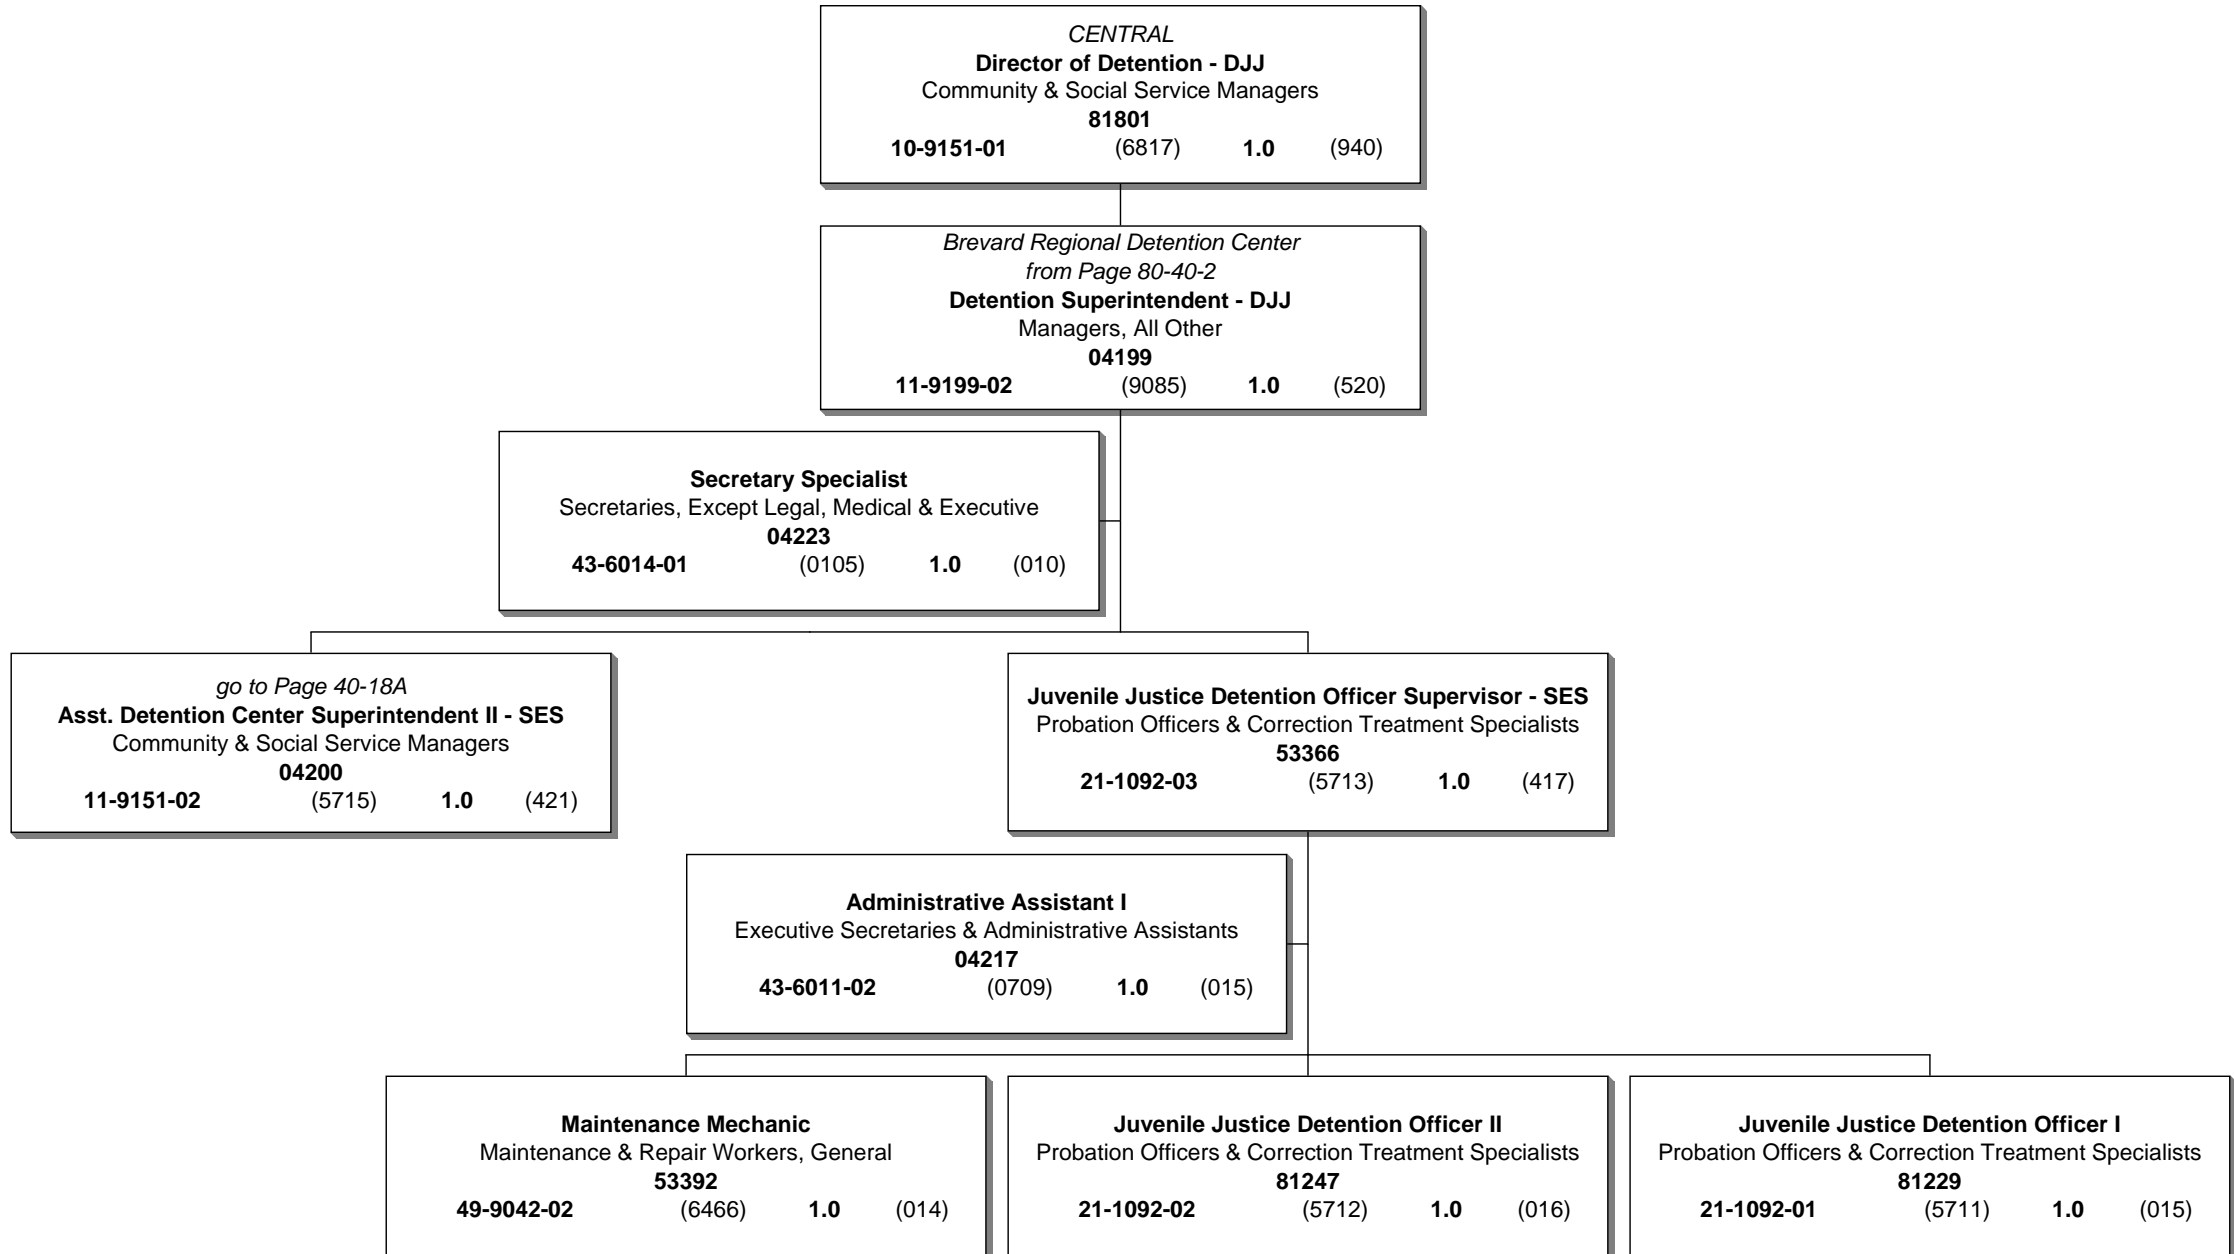 CENTRAL
Director of Detention - DJJ
Community & Social Service Managers
81801
10-9151-01 (6817) 1.0 (940)
Brevard Regional Detention Center
from Page 80-40-2
Detention Superintendent - DJJ
Managers, All Other
04199
11-9199-02 (9085) 1.0 (520)
Secretary Specialist
Secretaries, Except Legal, Medical & Executive
04223
43-6014-01 (0105) 1.0 (010)
go to Page 40-18A
Asst. Detention Center Superintendent II - SES
Community & Social Service Managers
04200
11-9151-02 (5715) 1.0 (421)
Juvenile Justice Detention Officer Supervisor - SES
Probation Officers & Correction Treatment Specialists
53366
21-1092-03 (5713) 1.0 (417)
Administrative Assistant I
Executive Secretaries & Administrative Assistants
04217
43-6011-02 (0709) 1.0 (015)
Maintenance Mechanic
Maintenance & Repair Workers, General
53392
49-9042-02 (6466) 1.0 (014)
Juvenile Justice Detention Officer II
Probation Officers & Correction Treatment Specialists
81247
21-1092-02 (5712) 1.0 (016)
Juvenile Justice Detention Officer I
Probation Officers & Correction Treatment Specialists
81229
21-1092-01 (5711) 1.0 (015)